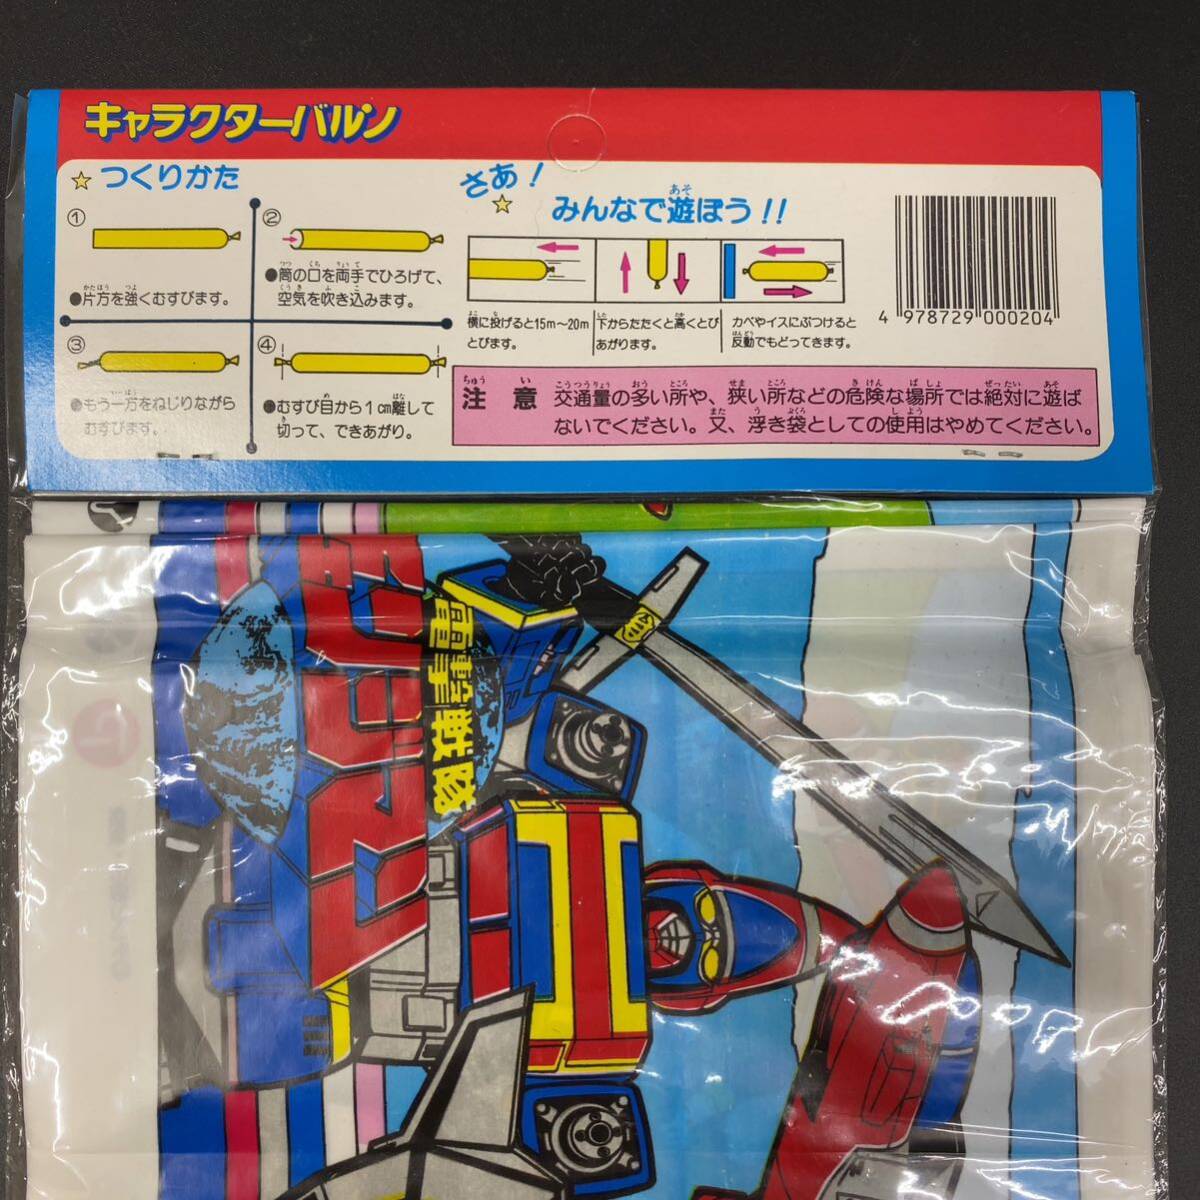 キャラクターバルン
☆ つくりかた
①
●片方を強くむすびます。
②
●筒の口を両手でひろげて、
空気を吹き込みます。
③
●もう一方をねじりながら
むすびます。
④
●むすび目から1cm離して
切って、できあがり。
さあ!
☆ みんなで遊ぼう!!
横に投げると15m〜20m
とびます。
下からたたくと高くとび
あがります。
カベやイスにぶつけると
反動でもどってきます。
4 978729 000204
注意 交通量の多い所や、狭い所などの危険な場所では絶対に遊ば
ないでください。又、浮き袋としての使用はやめてください。
電撃戦隊